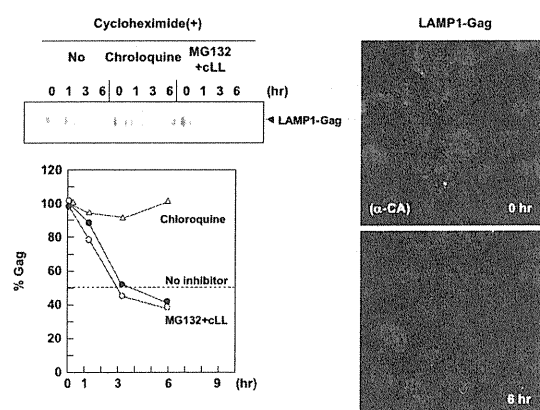 Cycloheximide(+)
No Chroloquine MG132
+cLL
0 1 3 6 0 1 3 6 0 1 3 6 (hr)
LAMP1-Gag
120
100
80
60
40
20
0
% Gag
Chloroquine
No inhibitor
MG132+cLL
0 1 3 6 9 (hr)
LAMP1-Gag
(α-CA) 0 hr
6 hr